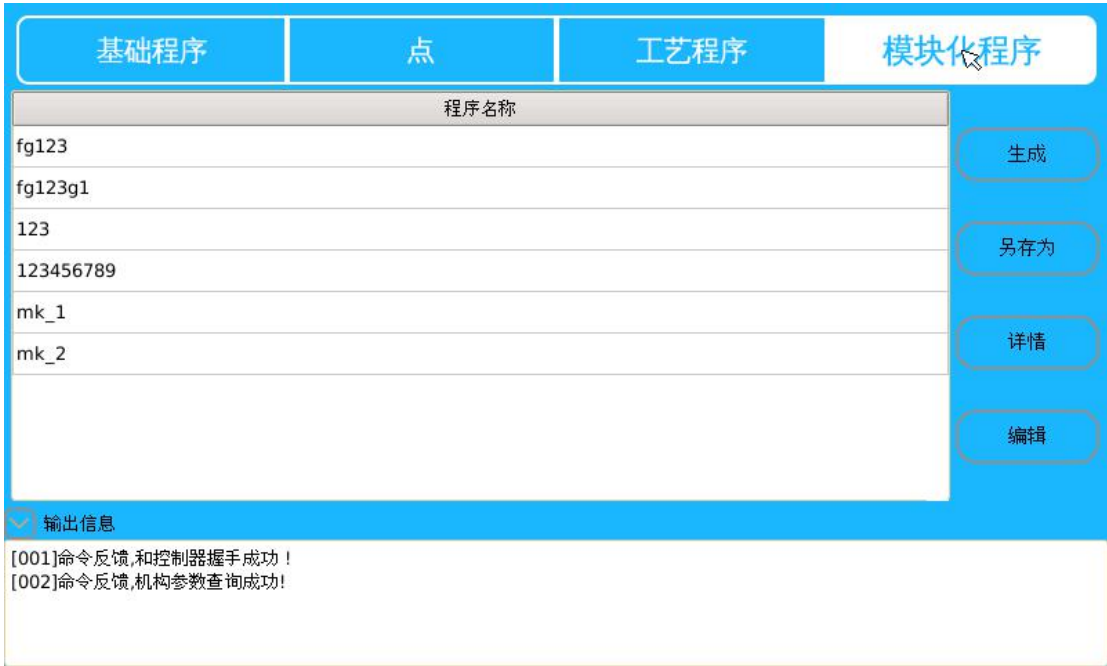 基础程序 点 工艺程序 模块化程序
程序名称
fg123
生成
fg123g1
123
另存为
123456789
mk_1
详情
mk_2
编辑
输出信息
[001]命令反馈,和控制器握手成功！
[002]命令反馈,机构参数查询成功!